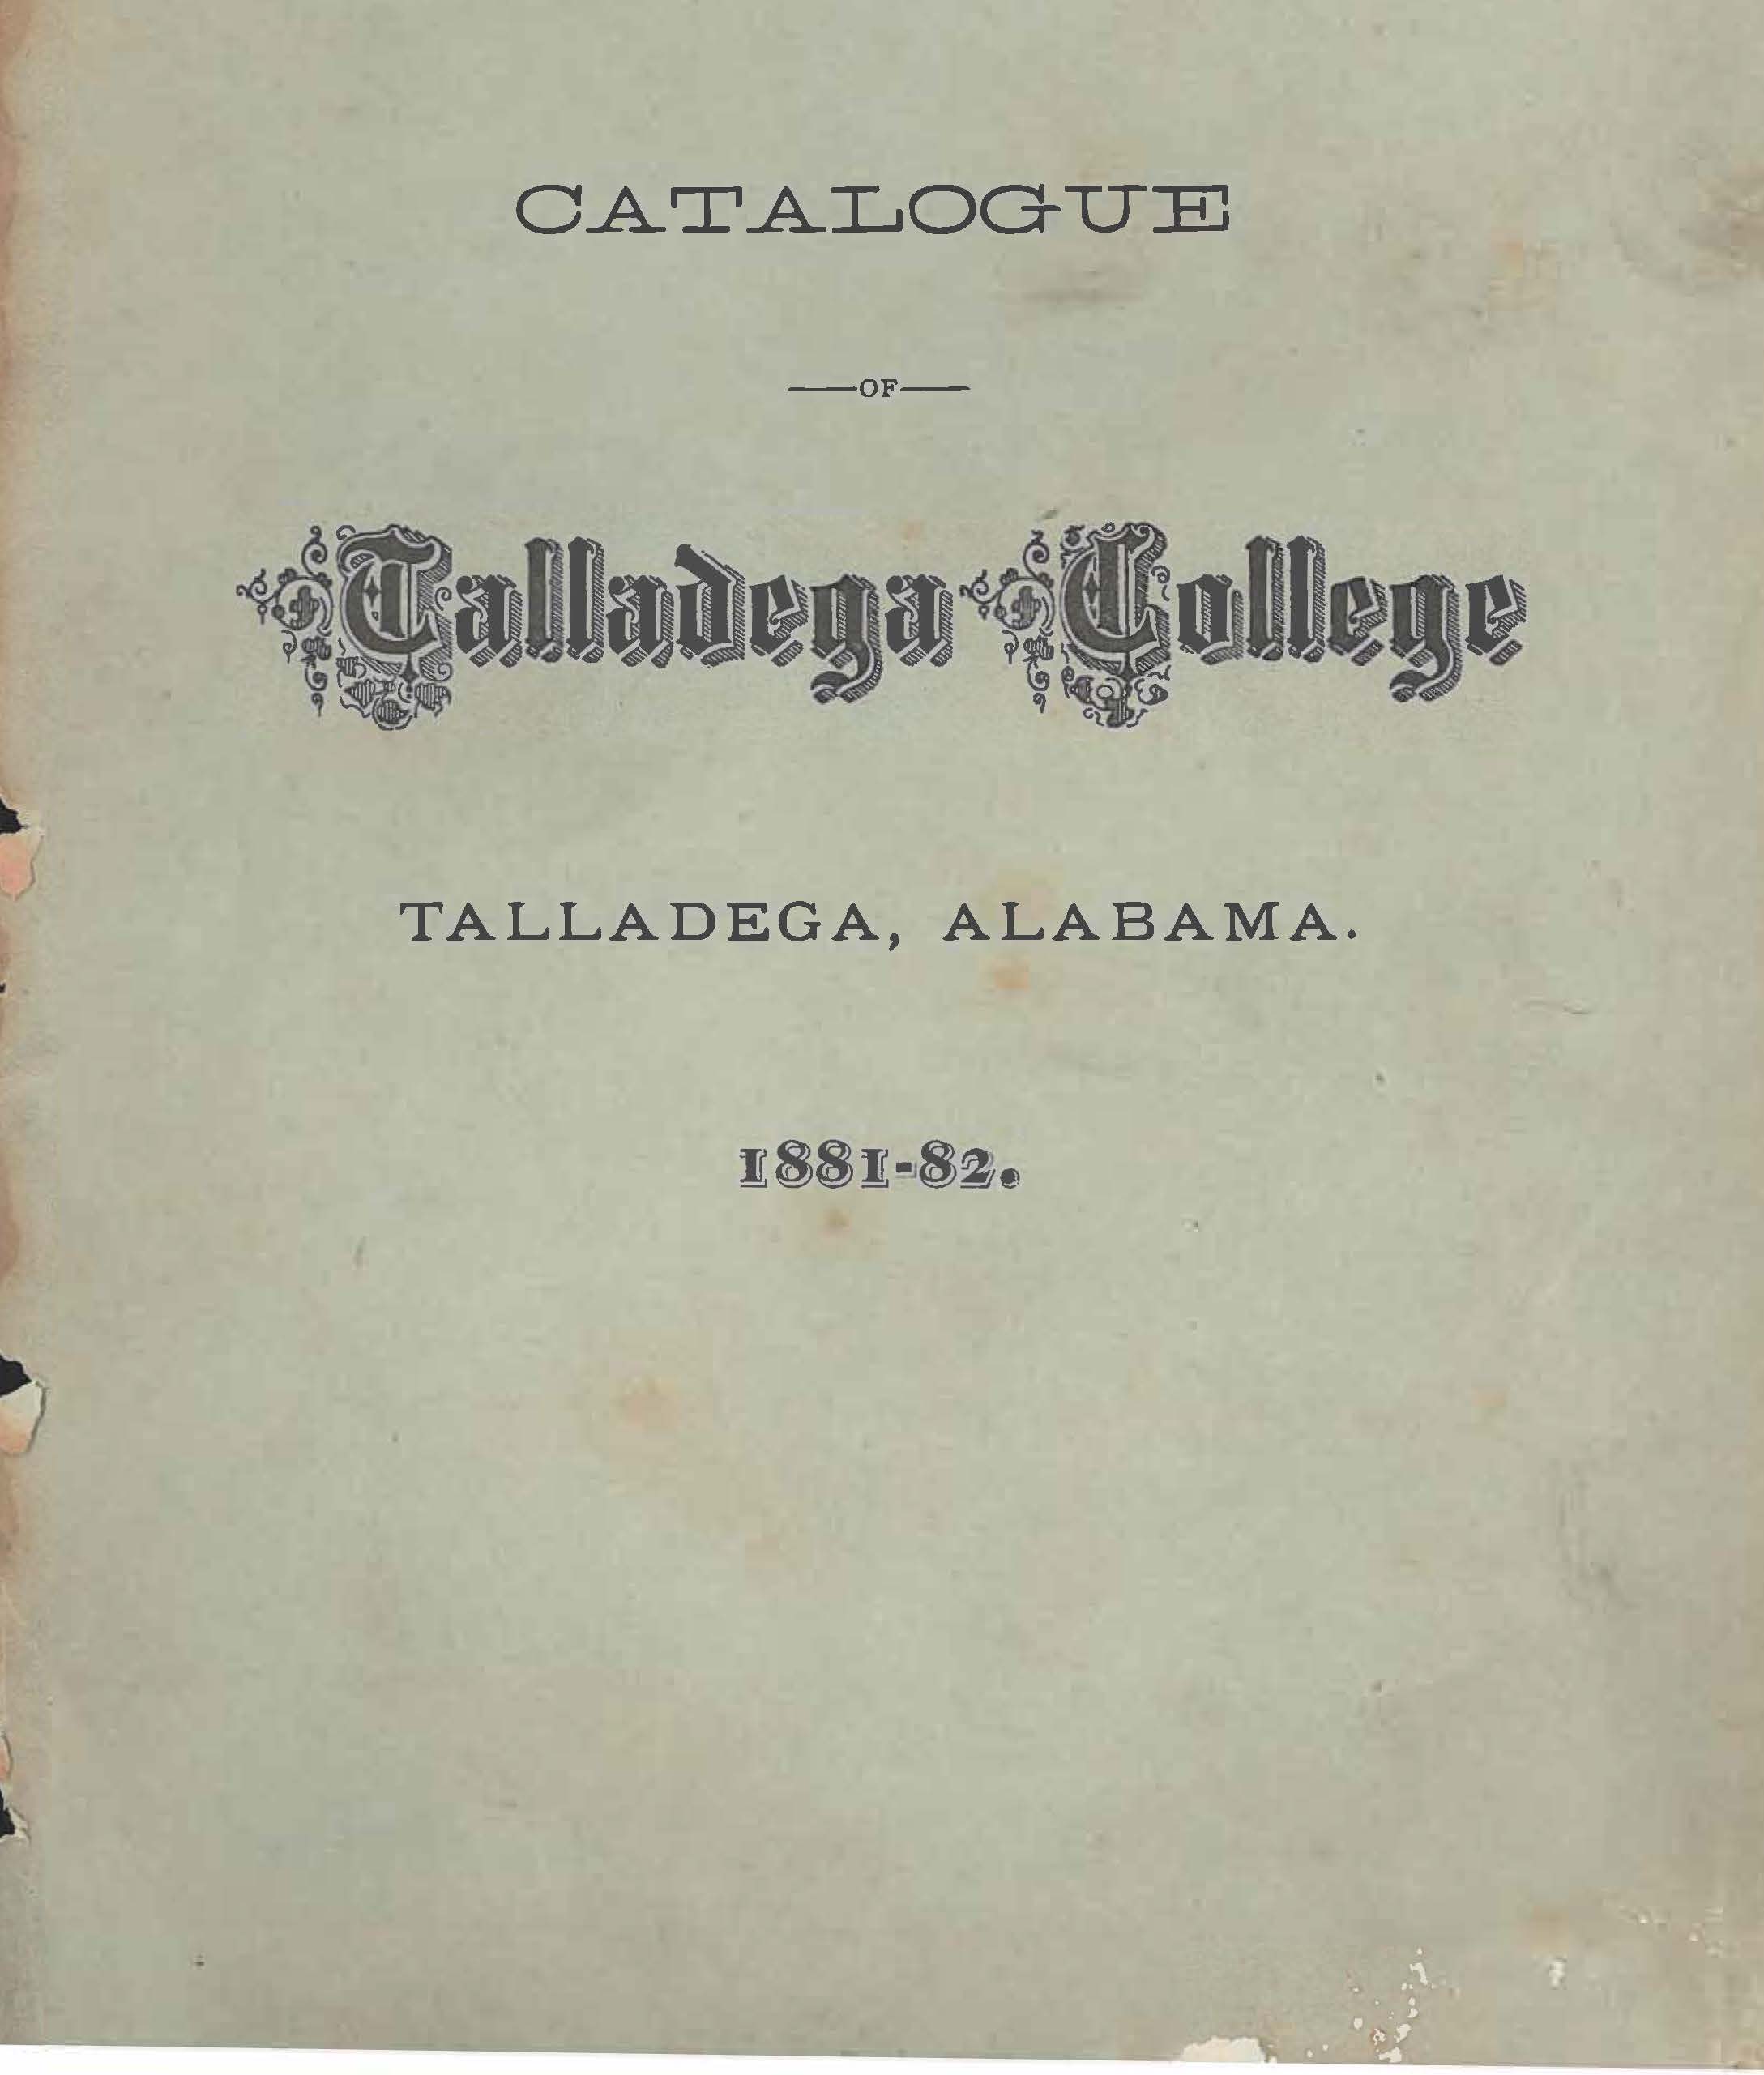 CATALOGUE
—OF—
Talladega College
TALLADEGA, ALABAMA.
1881-82.